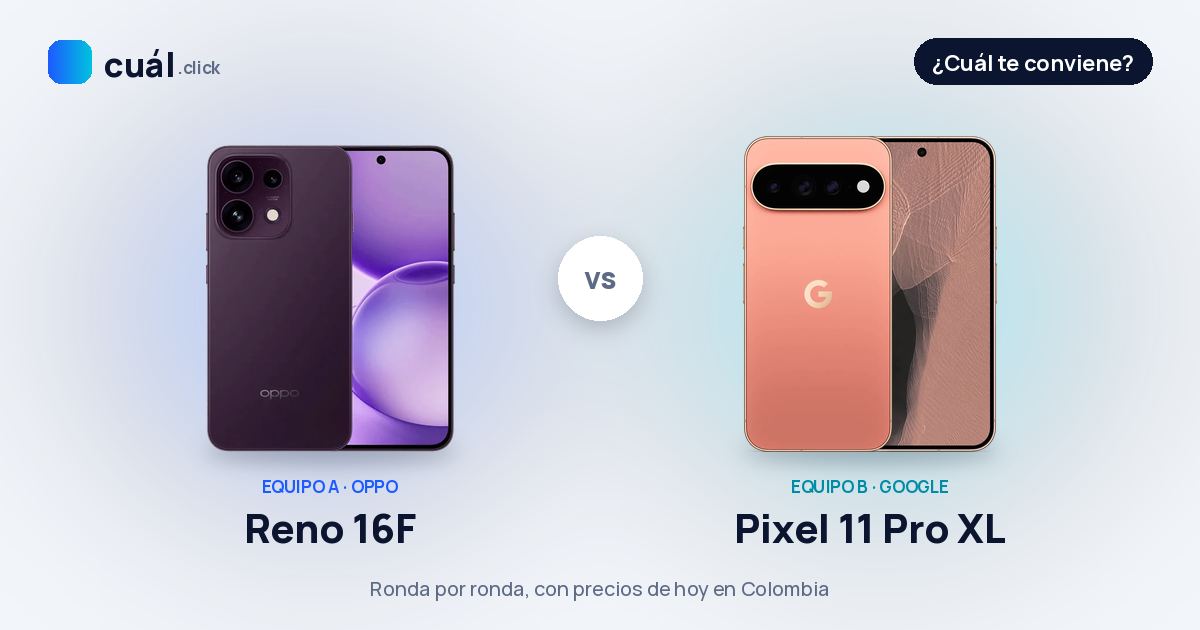 cuál.click
¿Cuál te conviene?
oppo
G
VS
EQUIPO A · OPPO
EQUIPO B · GOOGLE
Reno 16F
Pixel 11 Pro XL
Ronda por ronda, con precios de hoy en Colombia